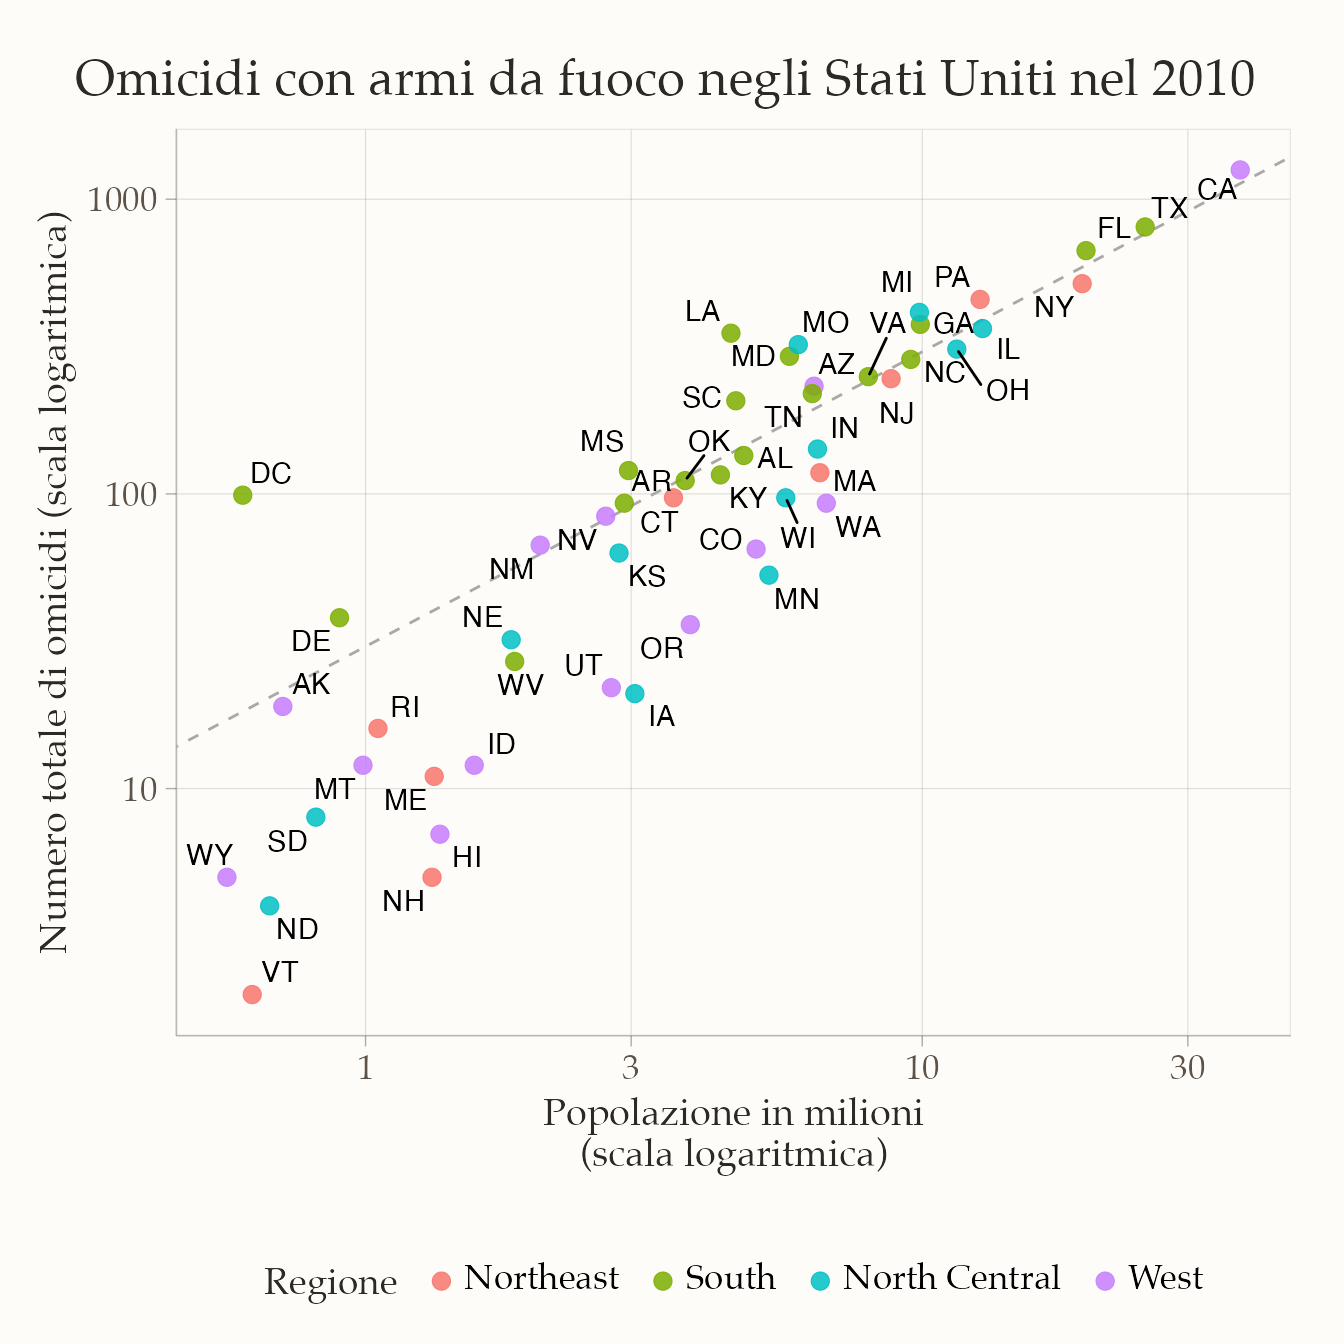 Omicidi con armi da fuoco negli Stati Uniti nel 2010
Numero totale di omicidi (scala logaritmica)
1000
100
10
CA
TX
FL
NY
PA
MI
GA
IL
OH
VA
NC
NJ
LA
MO
MD
AZ
SC
TN
IN
MS
OK
AL
DC
AR
KY
MA
CT
WA
WI
NV
CO
NM
KS
MN
NE
DE
OR
UT
WV
AK
IA
RI
ID
MT
ME
SD
HI
WY
NH
ND
VT
1
3
10
30
Popolazione in milioni
(scala logaritmica)
Regione Northeast South North Central West